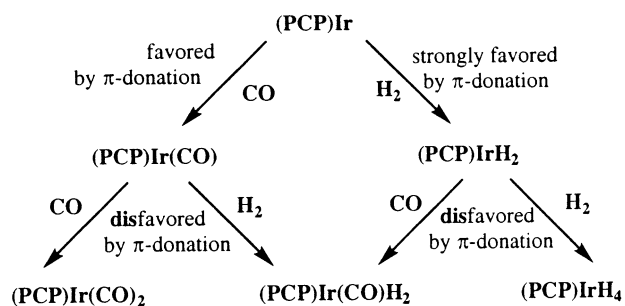 (PCP)Ir
favored
by π-donation
CO
H₂
strongly favored
by π-donation
(PCP)Ir(CO)
(PCP)IrH₂
CO
disfavored
by π-donation
H₂
CO
disfavored
by π-donation
H₂
(PCP)Ir(CO)₂
(PCP)Ir(CO)H₂
(PCP)IrH₄